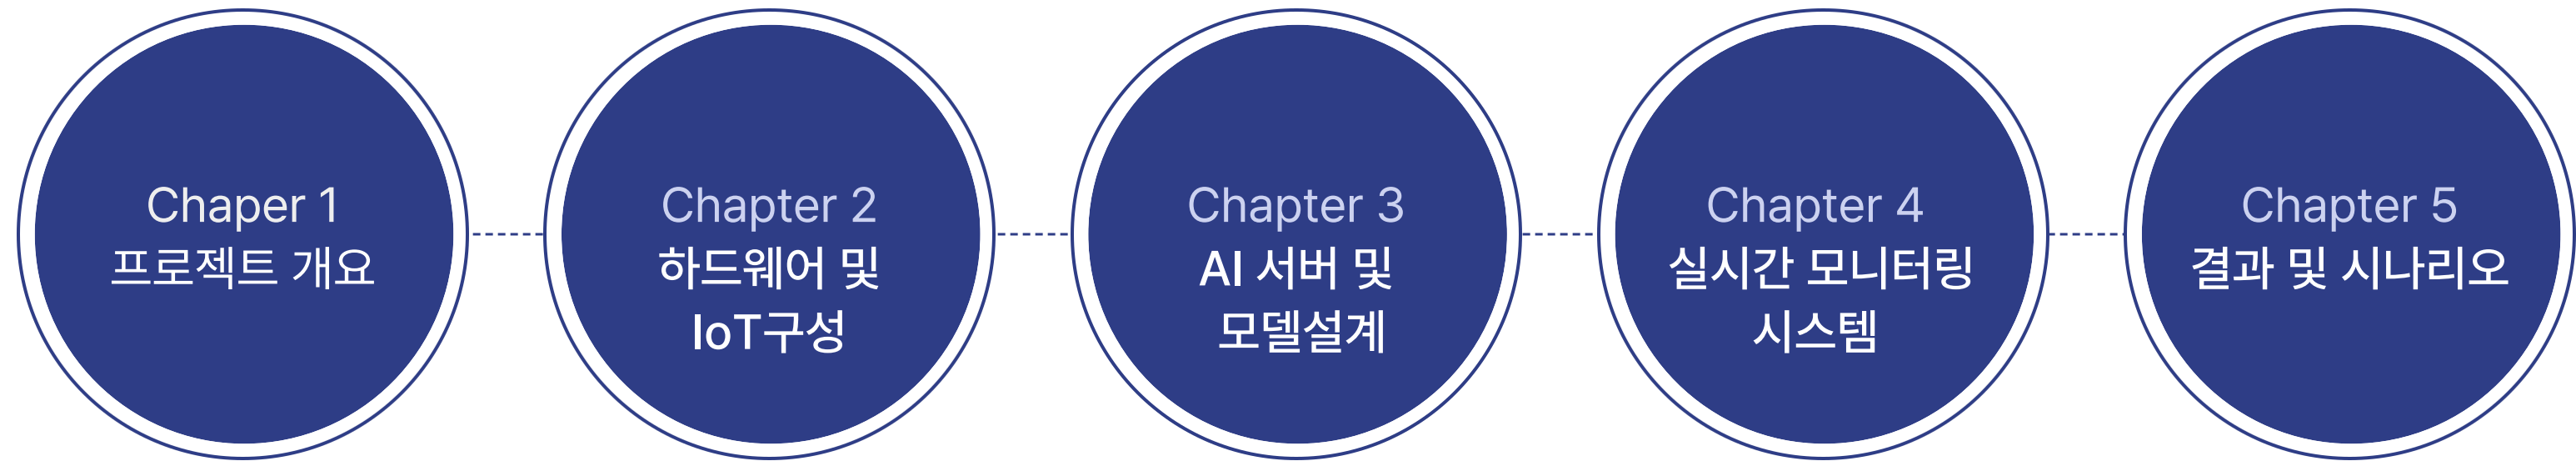 Chaper 1
프로젝트 개요
Chapter 2
하드웨어 및
IoT구성
Chapter 3
AI 서버 및
모델설계
Chapter 4
실시간 모니터링
시스템
Chapter 5
결과 및 시나리오